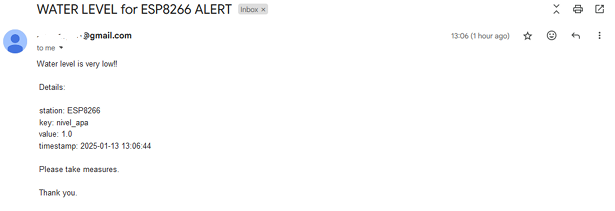 WATER LEVEL for ESP8266 ALERT Inbox ×
@gmail.com 13:06 (1 hour ago)
to me
Water level is very low!!
Details:
station: ESP8266
key: nivel_apa
value: 1.0
timestamp: 2025-01-13 13:06:44
Please take measures.
Thank you.